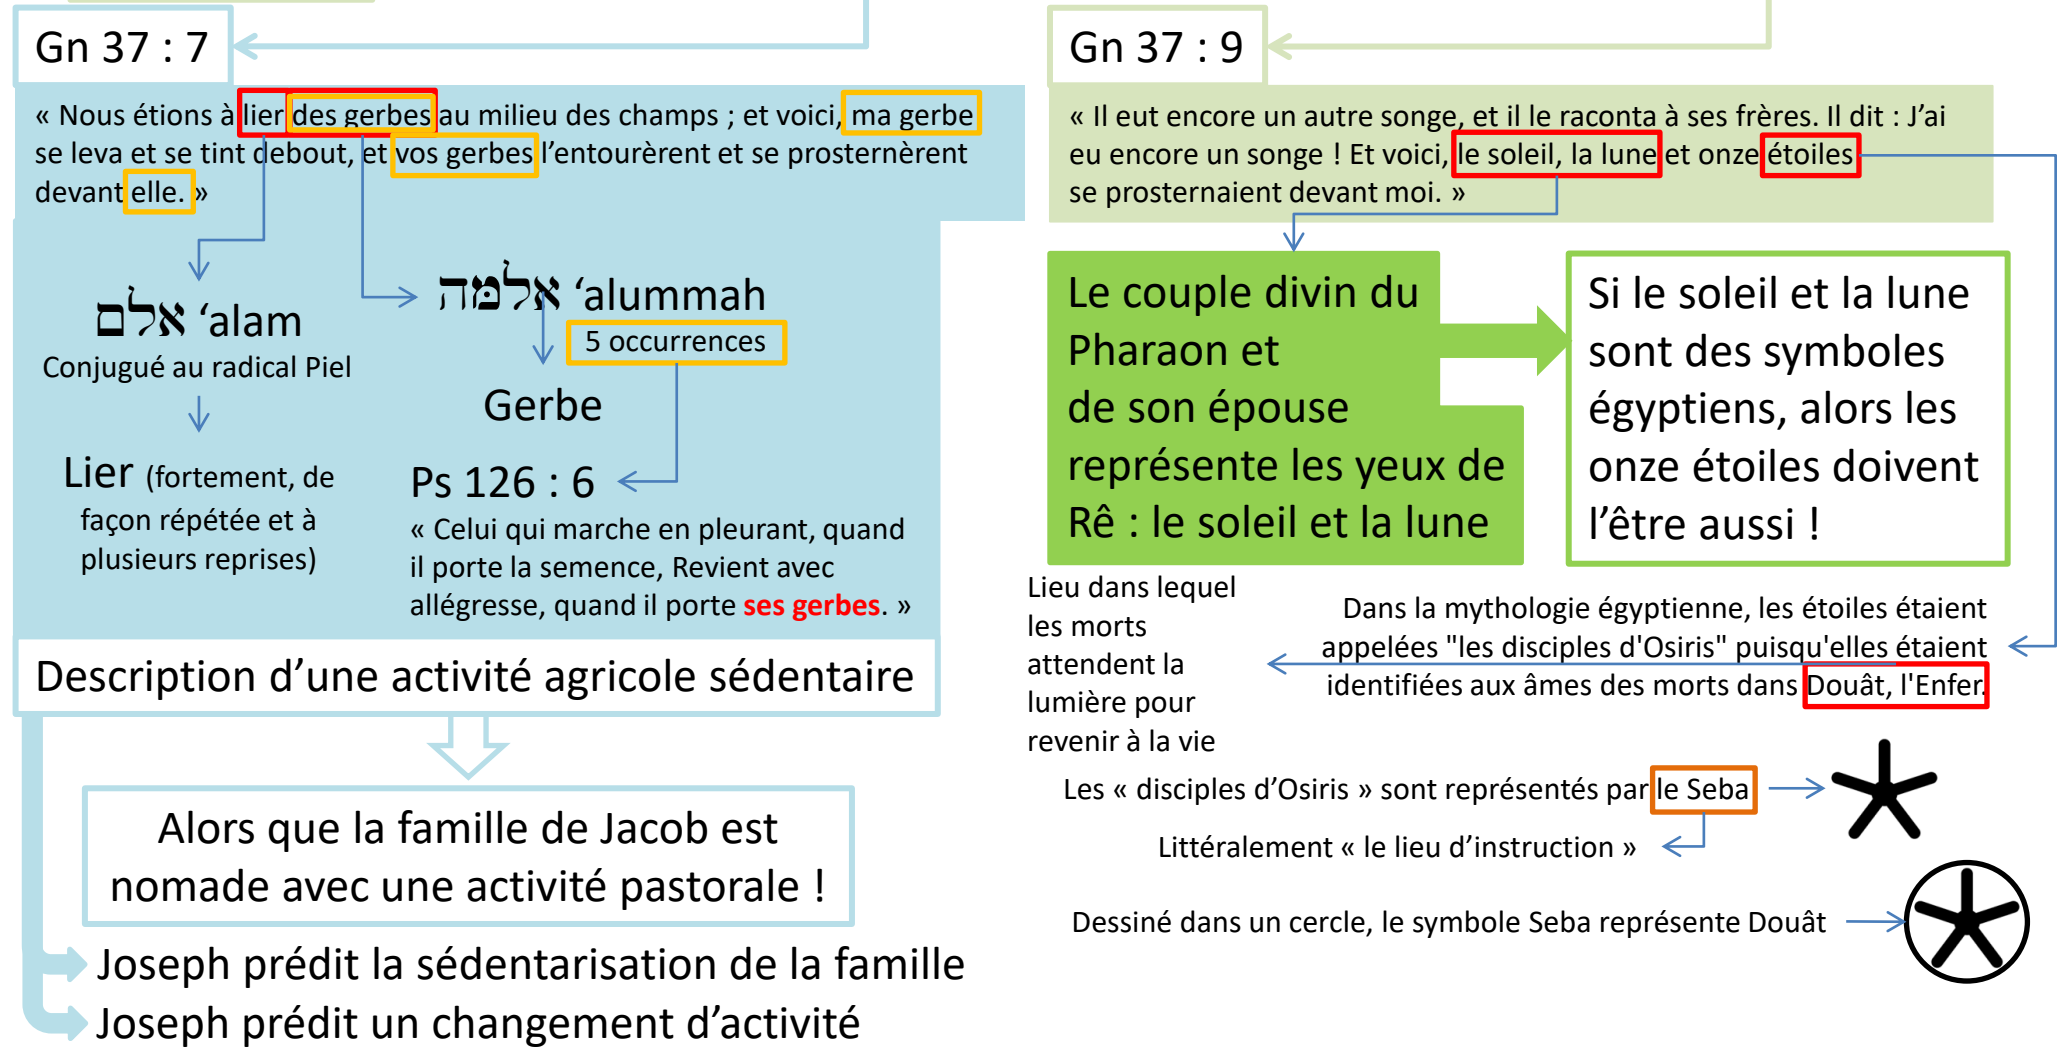 Gn 37 : 7
« Nous étions à lier des gerbes au milieu des champs ; et voici, ma gerbe
se leva et se tint debout, et vos gerbes l’entourèrent et se prosternèrent
devant elle. »
אלם ‘alam
Conjugué au radical Piel
Lier (fortement, de
façon répétée et à
plusieurs reprises)
אלמּה ‘alummah
5 occurrences
Gerbe
Ps 126 : 6
« Celui qui marche en pleurant, quand
il porte la semence, Revient avec
allégresse, quand il porte ses gerbes. »
Description d’une activité agricole sédentaire
Alors que la famille de Jacob est
nomade avec une activité pastorale !
Joseph prédit la sédentarisation de la famille
Joseph prédit un changement d’activité
Gn 37 : 9
« Il eut encore un autre songe, et il le raconta à ses frères. Il dit : J’ai
eu encore un songe ! Et voici, le soleil, la lune et onze étoiles
se prosternaient devant moi. »
Le couple divin du
Pharaon et
de son épouse
représente les yeux de
Rê : le soleil et la lune
Si le soleil et la lune
sont des symboles
égyptiens, alors les
onze étoiles doivent
l’être aussi !
Lieu dans lequel
les morts
attendent la
lumière pour
revenir à la vie
Dans la mythologie égyptienne, les étoiles étaient
appelées "les disciples d'Osiris" puisqu'elles étaient
identifiées aux âmes des morts dans Douât, l'Enfer.
Les « disciples d’Osiris » sont représentés par le Seba
Littéralement « le lieu d’instruction »
Dessiné dans un cercle, le symbole Seba représente Douât